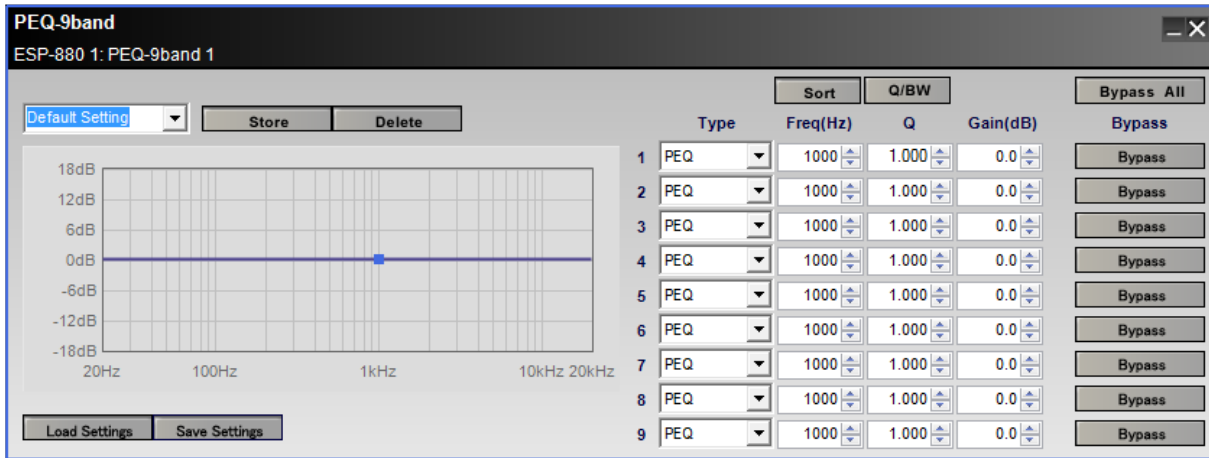 PEQ-9band
ESP-880 1: PEQ-9band 1
Sort Q/BW Bypass All
Default Setting Store Delete
Type Freq(Hz) Q Gain(dB) Bypass
18dB
12dB
6dB
0dB
-6dB
-12dB
-18dB
20Hz 100Hz 1kHz 10kHz 20kHz
1 PEQ 1000 1.000 0.0 Bypass
2 PEQ 1000 1.000 0.0 Bypass
3 PEQ 1000 1.000 0.0 Bypass
4 PEQ 1000 1.000 0.0 Bypass
5 PEQ 1000 1.000 0.0 Bypass
6 PEQ 1000 1.000 0.0 Bypass
7 PEQ 1000 1.000 0.0 Bypass
8 PEQ 1000 1.000 0.0 Bypass
9 PEQ 1000 1.000 0.0 Bypass
Load Settings Save Settings